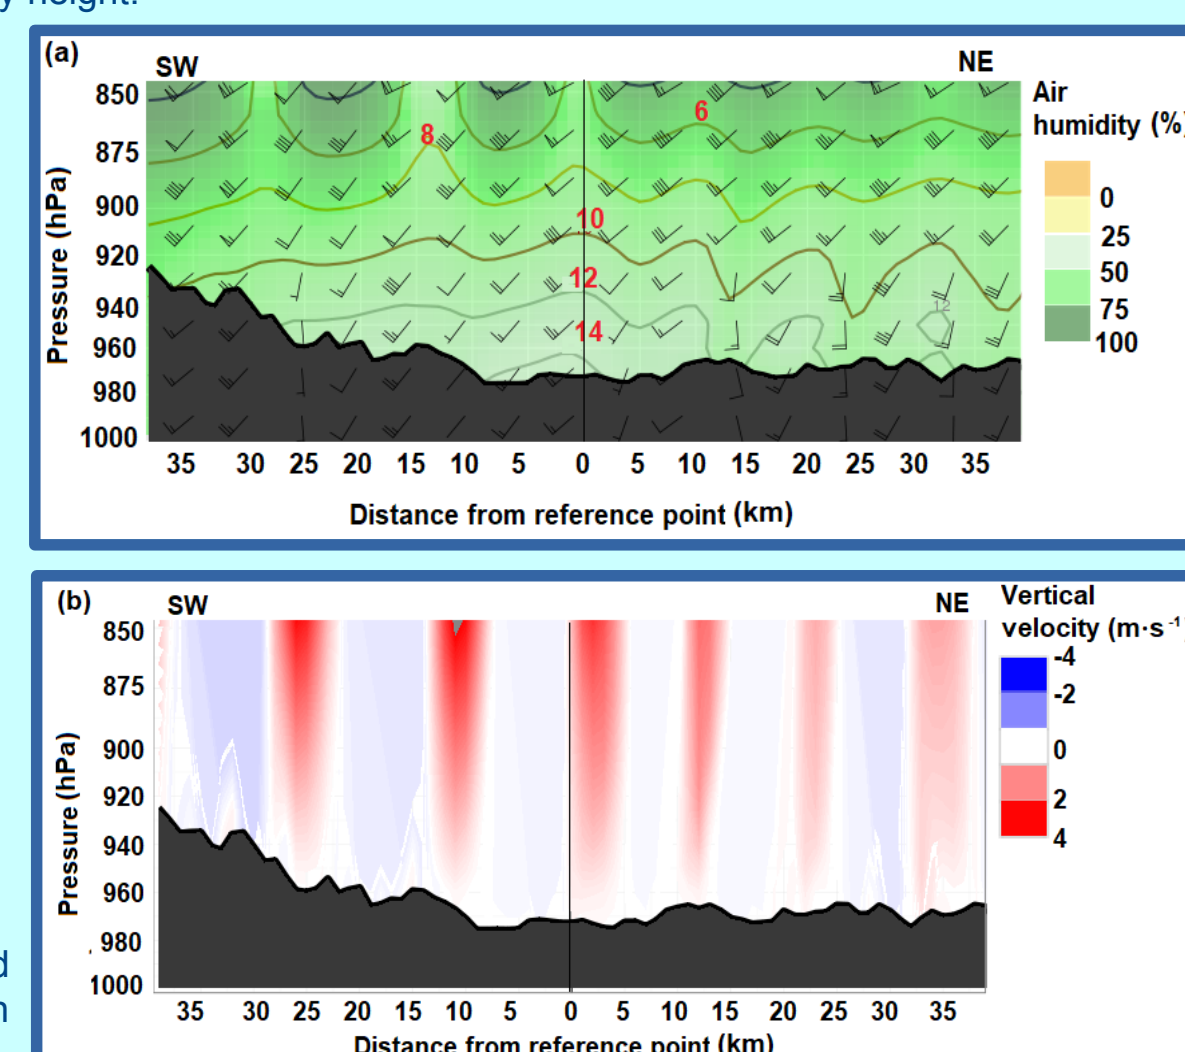 y height.
(a)
SW
NE
Air
humidity (%)
850
875
900
920
940
960
980
1000
Pressure (hPa)
6
8
10
12
14
12
0
25
50
75
100
35 30 25 20 15 10 5 0 5 10 15 20 25 30 35
Distance from reference point (km)
(b)
SW
NE
Vertical
velocity (m·s⁻¹)
850
875
900
920
940
960
980
1000
Pressure (hPa)
-4
-2
0
2
4
35 30 25 20 15 10 5 0 5 10 15 20 25 30 35
Distance from reference point (km)
d
n